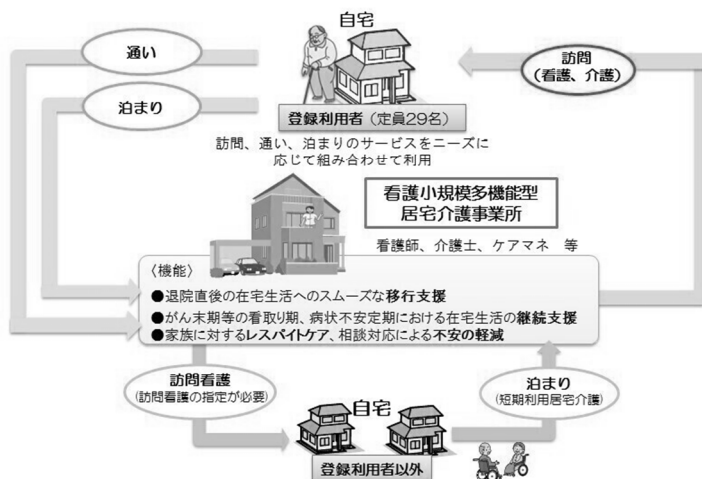 自宅
通い
泊まり
訪問
(看護、介護)
登録利用者（定員29名）
訪問、通い、泊まりのサービスをニーズに
応じて組み合わせて利用
看護小規模多機能型
居宅介護事業所
看護師、介護士、ケアマネ　等
〈機能〉
●退院直後の在宅生活へのスムーズな移行支援
●がん末期等の看取り期、病状不安定期における在宅生活の継続支援
●家族に対するレスパイトケア、相談対応による不安の軽減
訪問看護
(訪問看護の指定が必要)
泊まり
(短期利用居宅介護)
自宅
登録利用者以外